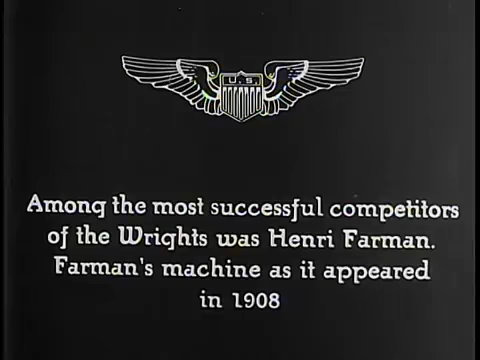 U.S.
Among the most successful competitors
of the Wrights was Henri Farman.
Farman's machine as it appeared
in 1908